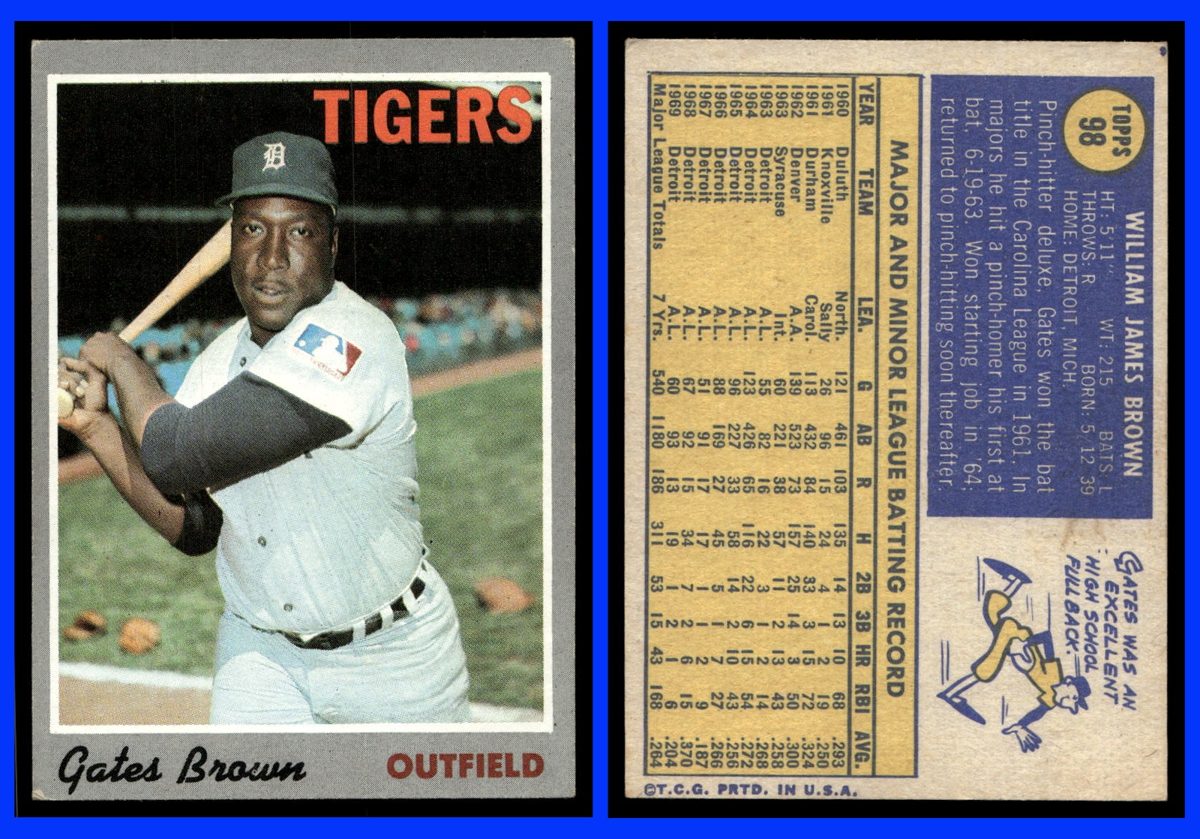 TIGERS
Gates Brown
OUTFIELD
TOPPS
98
WILLIAM JAMES BROWN
HT: 5'11" WT: 215 BATS: L
THROWS: R BORN: 5 12 39
HOME: DETROIT, MICH.
Pinch-hitter deluxe, Gates won the bat
title in the Carolina League in 1961. In
majors he hit a pinch-homer his first at
bat, 6-19-63. Won starting job in '64;
returned to pinch-hitting soon thereafter.
GATES WAS AN
EXCELLENT
HIGH SCHOOL
FULLBACK.
MAJOR AND MINOR LEAGUE BATTING RECORD
YEAR TEAM LEA. G AB R H 2B 3B HR RBI AVG.
1960 Duluth North. 121 461 103 135 14 13 10 68 .293
1961 Knoxville Sally 26 96 15 24 4 1 2 19 .250
1961 Durham Carol. 113 432 84 140 33 3 15 72 .324
1962 Denver A.A. 139 523 73 157 25 14 3 50 .300
1963 Syracuse Int. 60 221 38 57 11 2 13 43 .258
1963 Detroit A.L. 55 82 16 22 3 1 2 14 .268
1964 Detroit A.L. 123 426 65 116 22 6 15 54 .272
1965 Detroit A.L. 96 227 33 58 14 2 10 43 .256
1966 Detroit A.L. 88 169 27 45 5 1 7 27 .266
1967 Detroit A.L. 51 91 17 17 1 1 2 9 .187
1968 Detroit A.L. 67 92 15 34 7 2 6 15 .370
1969 Detroit A.L. 60 93 13 19 1 2 1 6 .204
Major League Totals 7 Yrs. 540 1180 186 311 53 15 43 168 .264
©T.C.G. PRTD. IN U.S.A.